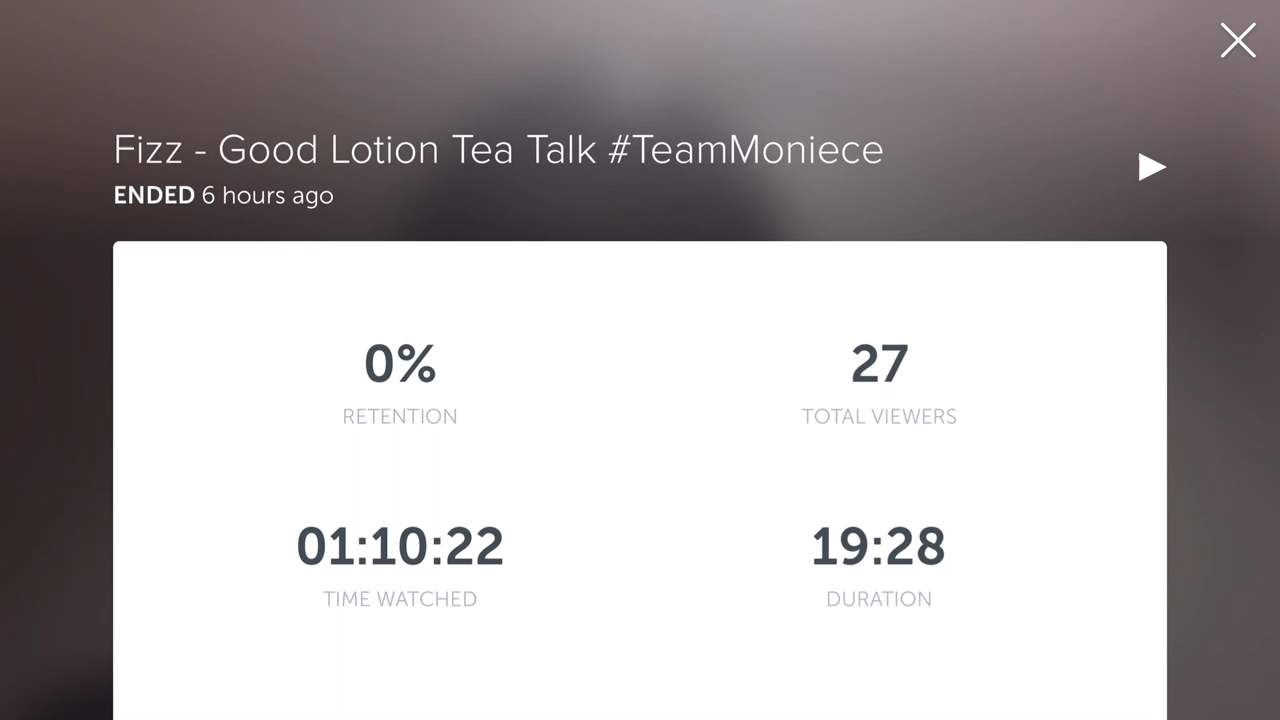 Fizz - Good Lotion Tea Talk #TeamMoniece
ENDED 6 hours ago
0%
RETENTION
27
TOTAL VIEWERS
01:10:22
TIME WATCHED
19:28
DURATION